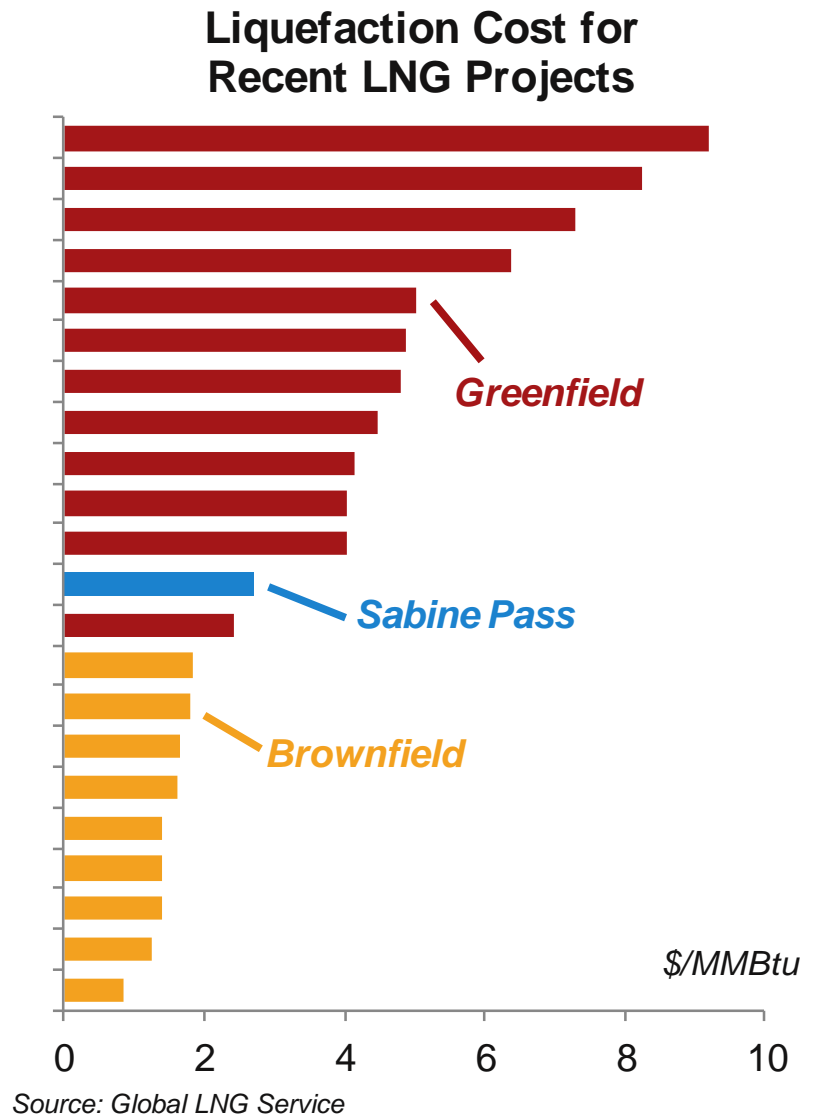 Liquefaction Cost for
Recent LNG Projects
Greenfield
Sabine Pass
Brownfield
$/MMBtu
0 2 4 6 8 10
Source: Global LNG Service